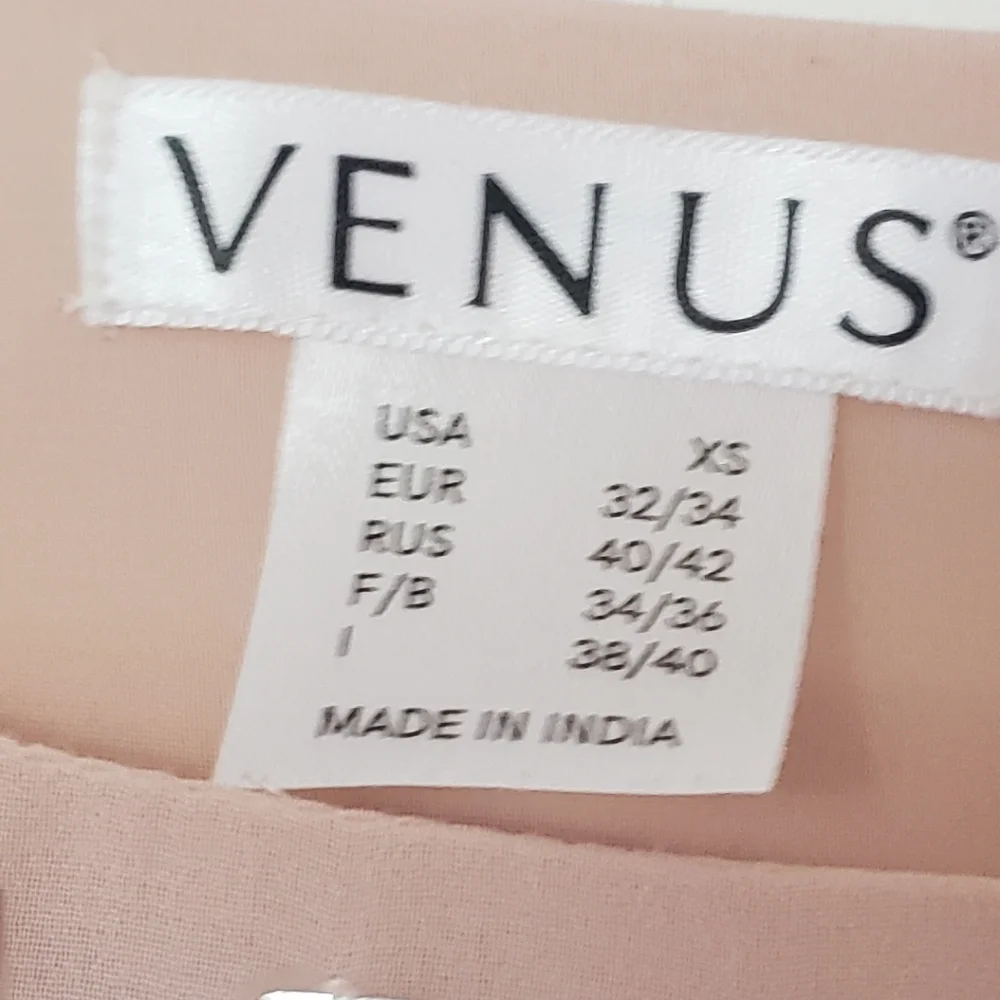 VENUS®
USA XS
EUR 32/34
RUS 40/42
F/B 34/36
I 38/40
MADE IN INDIA